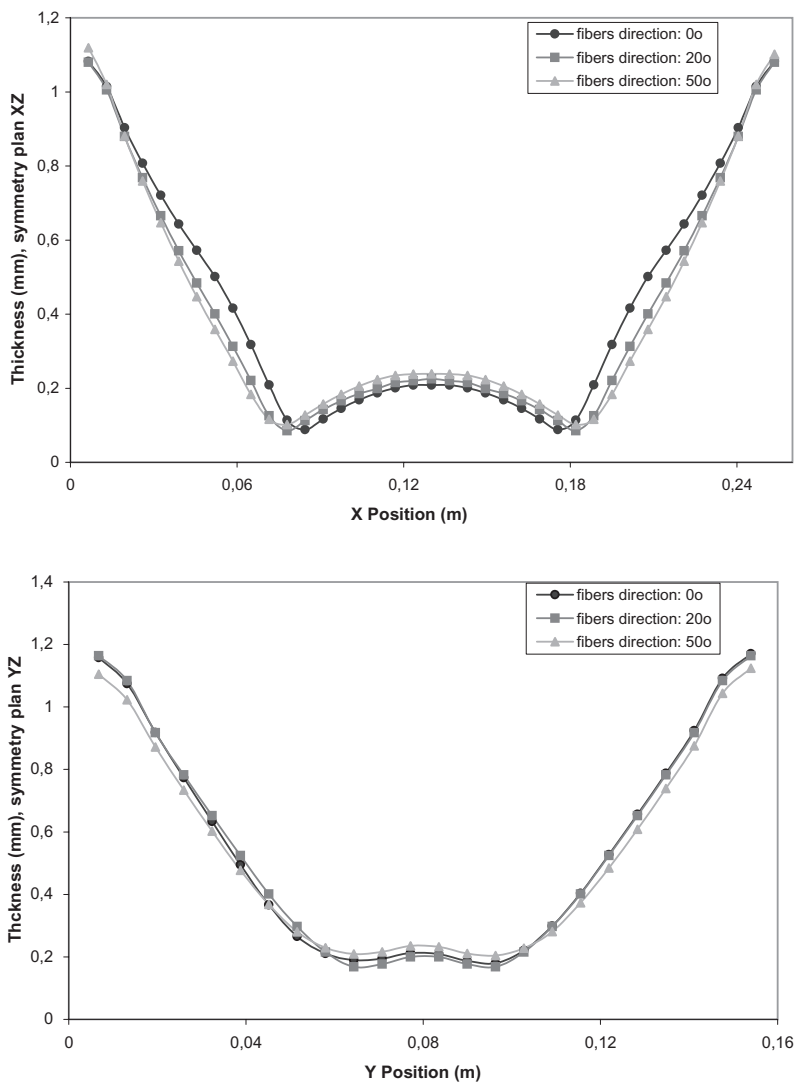 Thickness (mm), symmetry plan XZ
1,2
1
0,8
0,6
0,4
0,2
0
fibers direction: 0o
fibers direction: 20o
fibers direction: 50o
0
0,06
0,12
0,18
0,24
X Position (m)
Thckness (mm), symmetry plan YZ
1,4
1,2
1
0,8
0,6
0,4
0,2
0
fibers direction: 0o
fibers direction: 20o
fibers direction: 50o
0
0,04
0,08
0,12
0,16
Y Position (m)